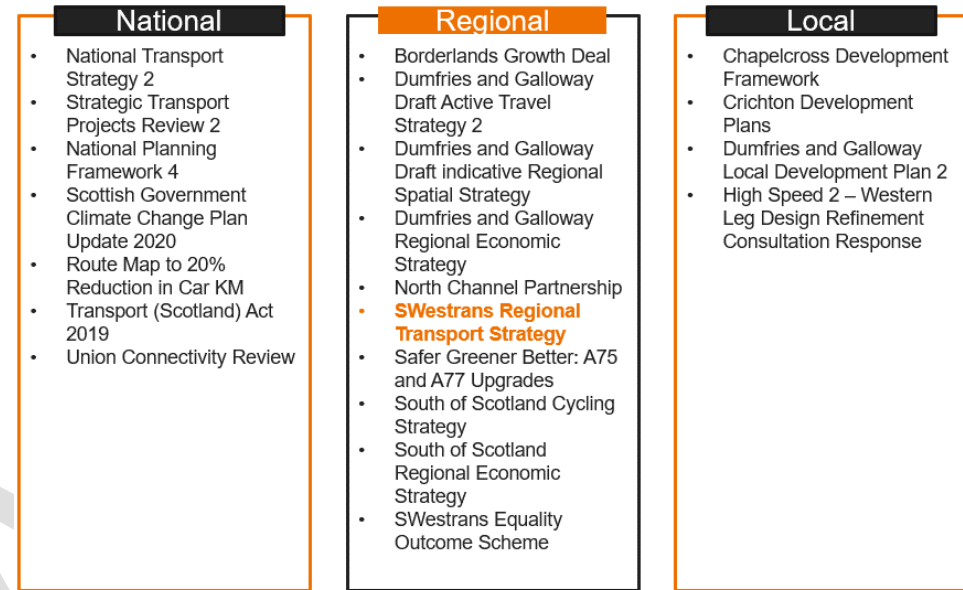 National
• National Transport
Strategy 2
• Strategic Transport
Projects Review 2
• National Planning
Framework 4
• Scottish Government
Climate Change Plan
Update 2020
• Route Map to 20%
Reduction in Car KM
• Transport (Scotland) Act
2019
• Union Connectivity Review
Regional
• Borderlands Growth Deal
• Dumfries and Galloway
Draft Active Travel
Strategy 2
• Dumfries and Galloway
Draft indicative Regional
Spatial Strategy
• Dumfries and Galloway
Regional Economic
Strategy
• North Channel Partnership
• SWestrans Regional
Transport Strategy
• Safer Greener Better: A75
and A77 Upgrades
• South of Scotland Cycling
Strategy
• South of Scotland
Regional Economic
Strategy
• SWestrans Equality
Outcome Scheme
Local
• Chapelcross Development
Framework
• Crichton Development
Plans
• Dumfries and Galloway
Local Development Plan 2
• High Speed 2 – Western
Leg Design Refinement
Consultation Response